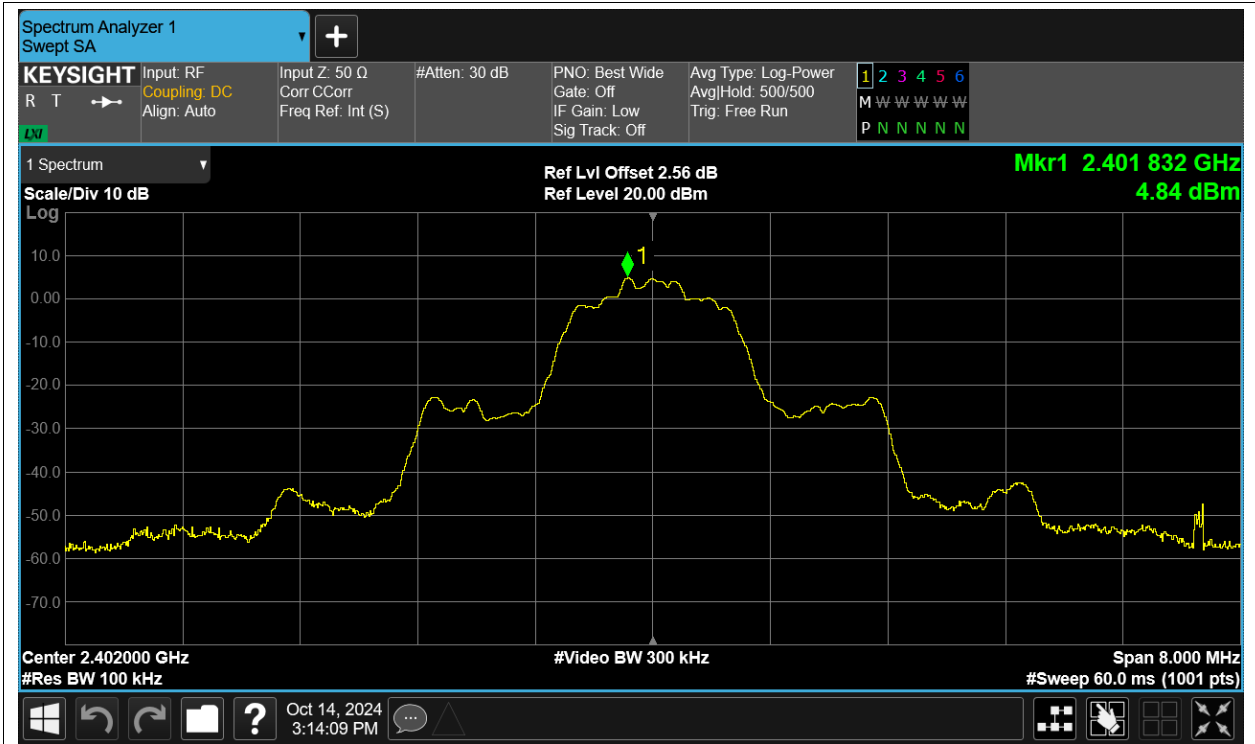 Spectrum Analyzer 1
Swept SA
+
KEYSIGHT
R T
LXI
Input: RF
Coupling: DC
Align: Auto
Input Z: 50 Ω
Corr CCorr
Freq Ref: Int (S)
#Atten: 30 dB
PNO: Best Wide
Gate: Off
IF Gain: Low
Sig Track: Off
Avg Type: Log-Power
Avg|Hold: 500/500
Trig: Free Run
1 2 3 4 5 6
M W W W W W
P N N N N N
1 Spectrum
Scale/Div 10 dB
Log
Ref Lvl Offset 2.56 dB
Ref Level 20.00 dBm
Mkr1 2.401 832 GHz
4.84 dBm
1
10.0
0.00
-10.0
-20.0
-30.0
-40.0
-50.0
-60.0
-70.0
Center 2.402000 GHz
#Res BW 100 kHz
#Video BW 300 kHz
Span 8.000 MHz
#Sweep 60.0 ms (1001 pts)
?
Oct 14, 2024
3:14:09 PM